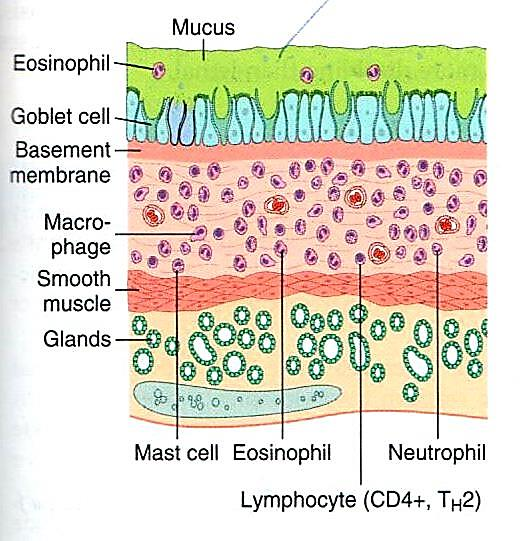 Mucus
Eosinophil
Goblet cell
Basement
membrane
Macro-
phage
Smooth
muscle
Glands
Mast cell Eosinophil Neutrophil
Lymphocyte (CD4+, TH2)